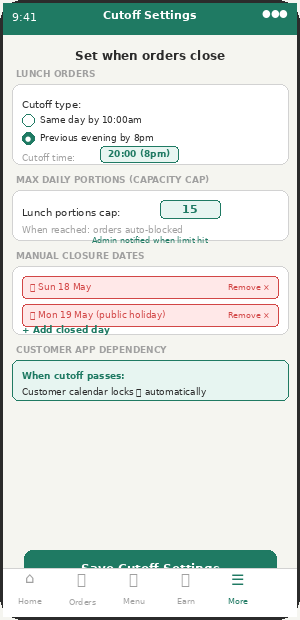 9:41 Cutoff Settings
Set when orders close
LUNCH ORDERS
Cutoff type:
Same day by 10:00am
Previous evening by 8pm
Cutoff time: 20:00 (8pm)
MAX DAILY PORTIONS (CAPACITY CAP)
Lunch portions cap: 15
When reached: orders auto-blocked
Admin notified when limit hit
MANUAL CLOSURE DATES
Sun 18 May Remove ×
Mon 19 May (public holiday) Remove ×
+ Add closed day
CUSTOMER APP DEPENDENCY
When cutoff passes:
Customer calendar locks automatically
Save Cutoff Settings
Home Orders Menu Earn More